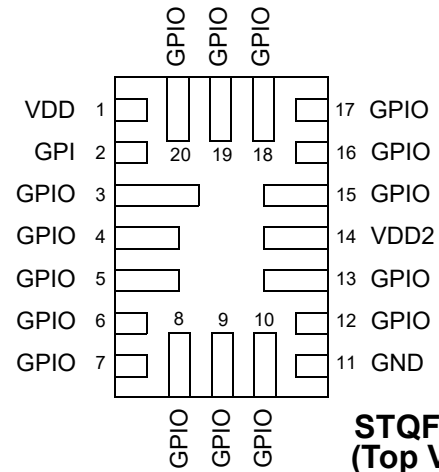 GPIO GPIO GPIO
VDD 1 17 GPIO
GPI 2 20 19 18 16 GPIO
GPIO 3 15 GPIO
GPIO 4 14 VDD2
GPIO 5 13 GPIO
GPIO 6 8 9 10 12 GPIO
GPIO 7 11 GND
GPIO GPIO GPIO
STQF
(Top